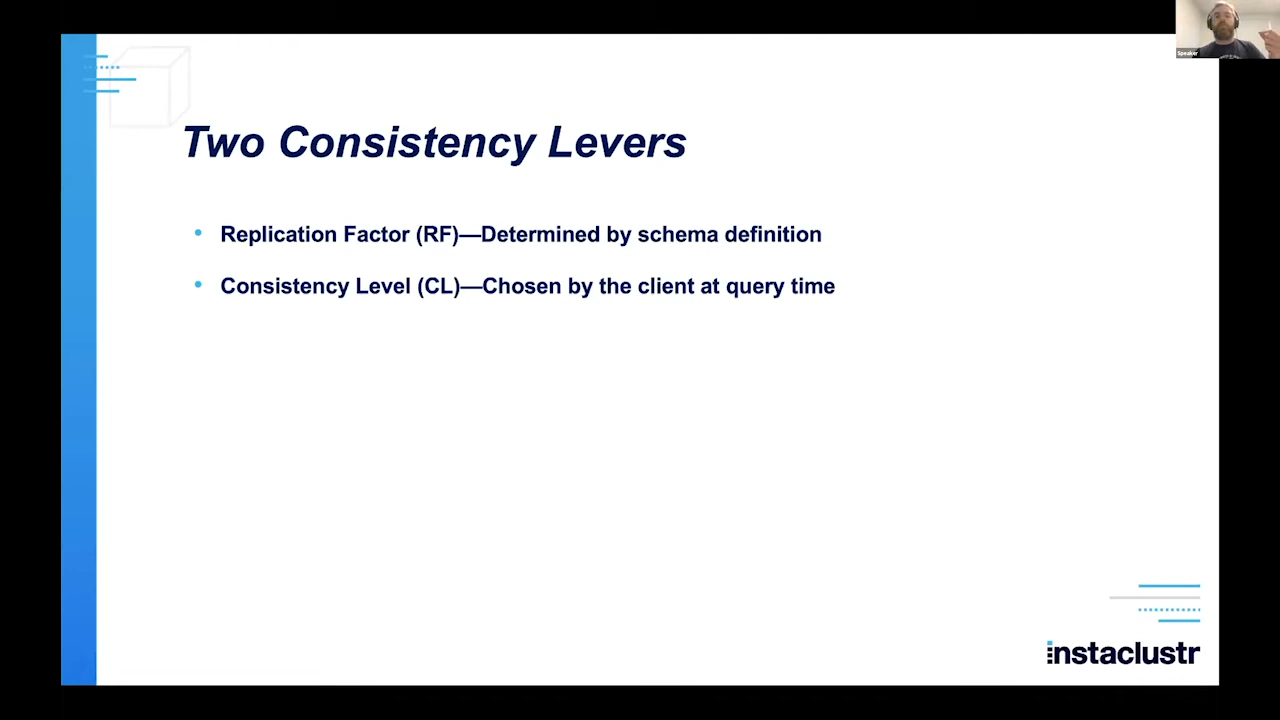 Speaker
Two Consistency Levers
• Replication Factor (RF)—Determined by schema definition
• Consistency Level (CL)—Chosen by the client at query time
instaclustr